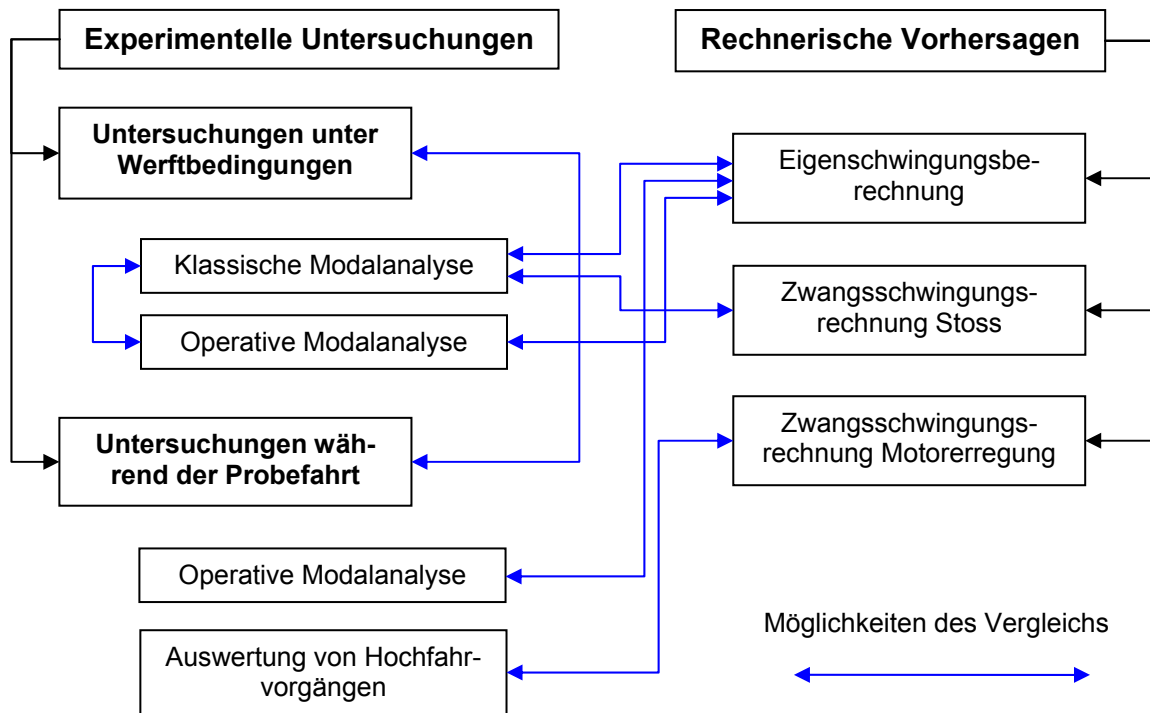 Experimentelle Untersuchungen
Rechnerische Vorhersagen
Untersuchungen unter
Werftbedingungen
Eigenschwingungsbe-
rechnung
Klassische Modalanalyse
Zwangsschwingungs-
rechnung Stoss
Operative Modalanalyse
Untersuchungen wäh-
rend der Probefahrt
Zwangsschwingungs-
rechnung Motorerregung
Operative Modalanalyse
Möglichkeiten des Vergleichs
Auswertung von Hochfahr-
vorgängen